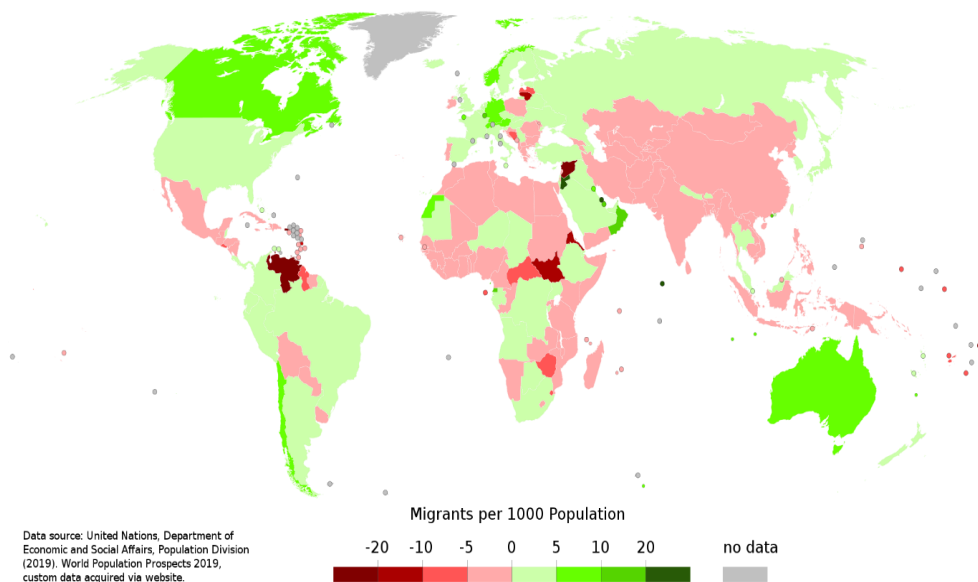 Migrants per 1000 Population
-20 -10 -5 0 5 10 20 no data
Data source: United Nations, Department of
Economic and Social Affairs, Population Division
(2019). World Population Prospects 2019,
custom data acquired via website.